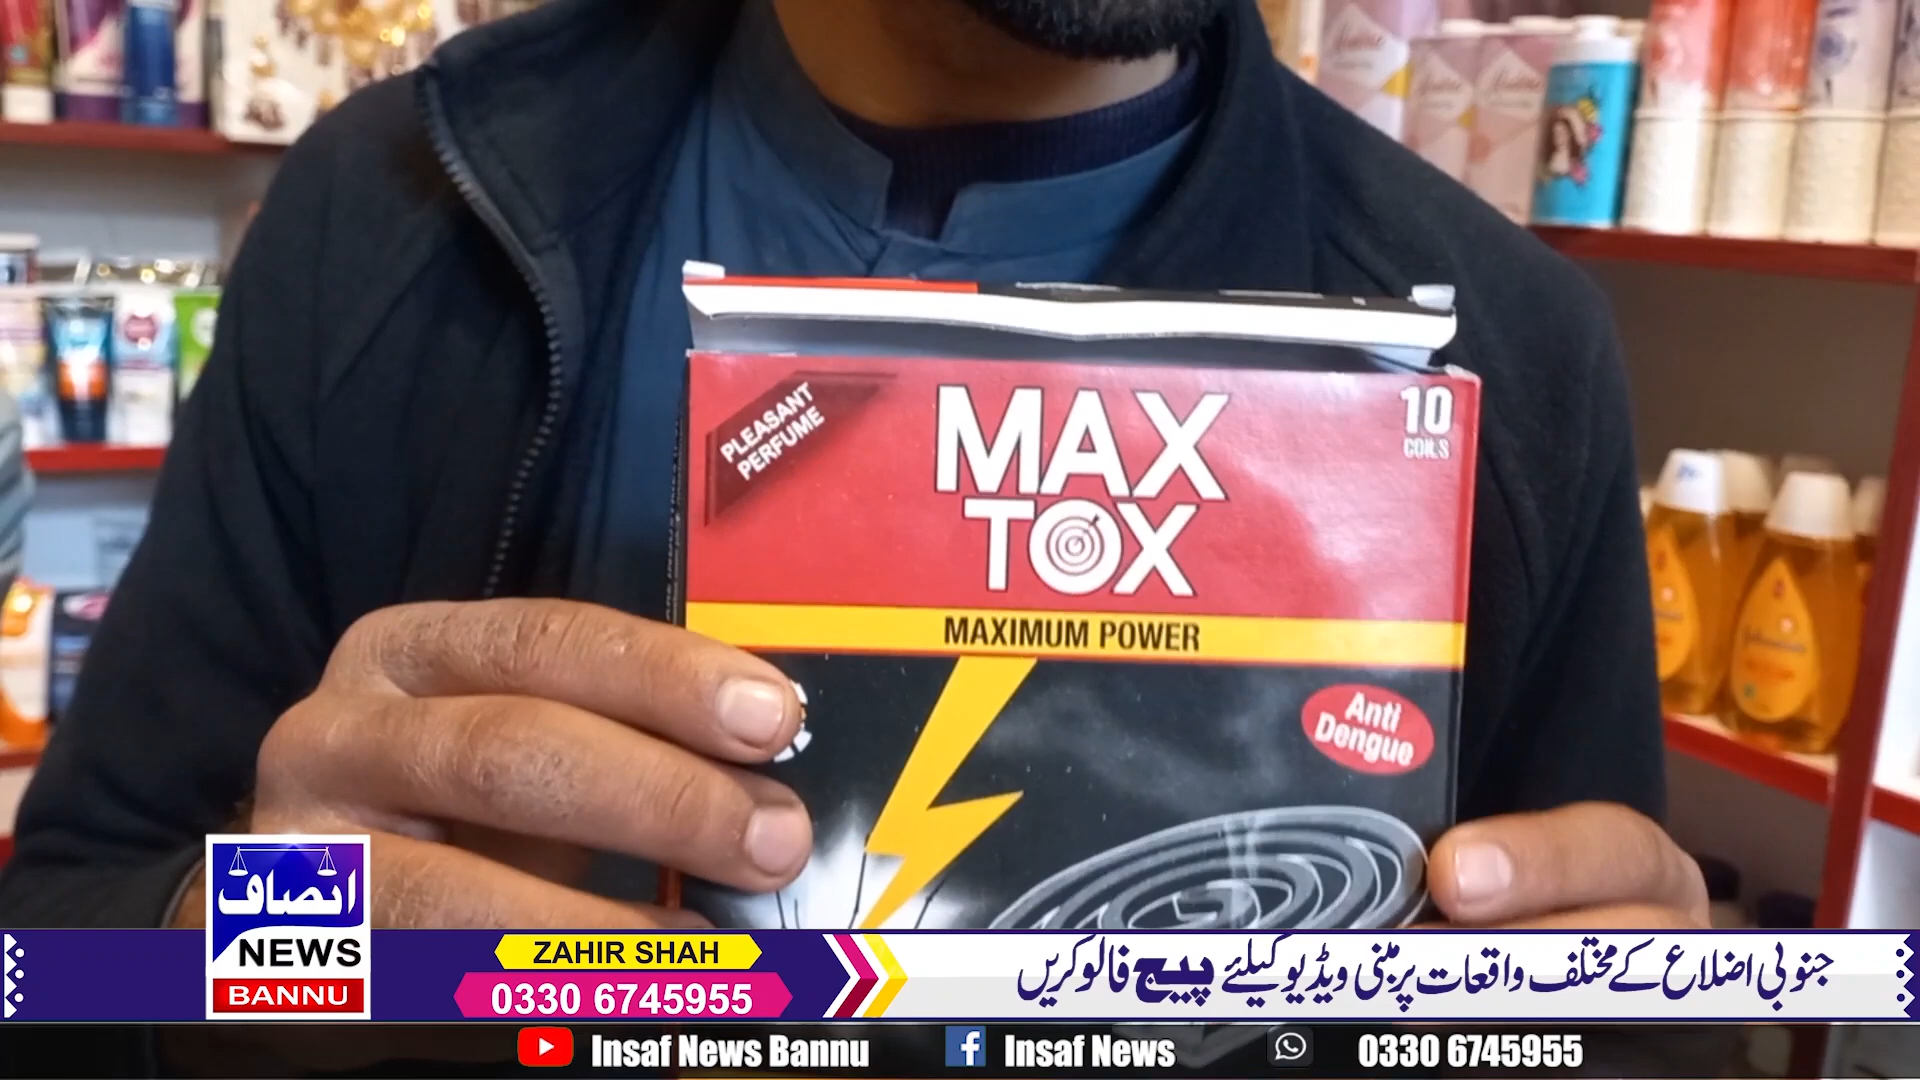 PLEASANT
PERFUME
MAX
TOX
10
COILS
MAXIMUM POWER
Anti
Dengue
انصاف
NEWS
BANNU
ZAHIR SHAH
0330 6745955
جنوبی اضلاع کے مختلف واقعات پر مبنی ویڈیو کیلئے پیج فالو کریں
Insaf News Bannu
Insaf News
0330 6745955